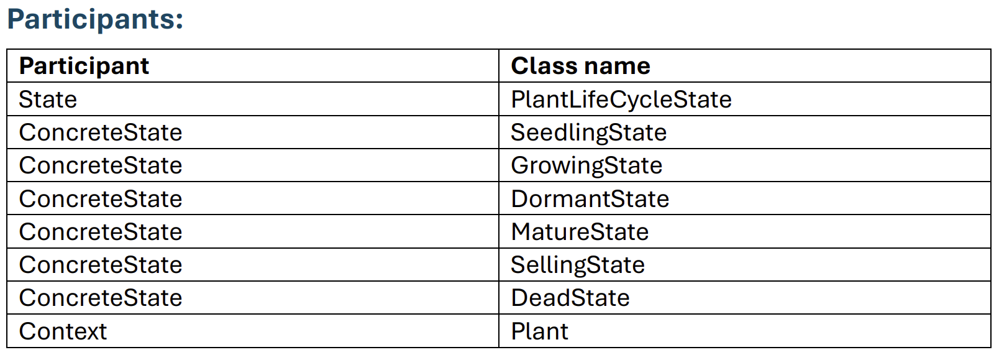 Participants:
Participant Class name
State PlantLifeCycleState
ConcreteState SeedlingState
ConcreteState GrowingState
ConcreteState DormantState
ConcreteState MatureState
ConcreteState SellingState
ConcreteState DeadState
Context Plant